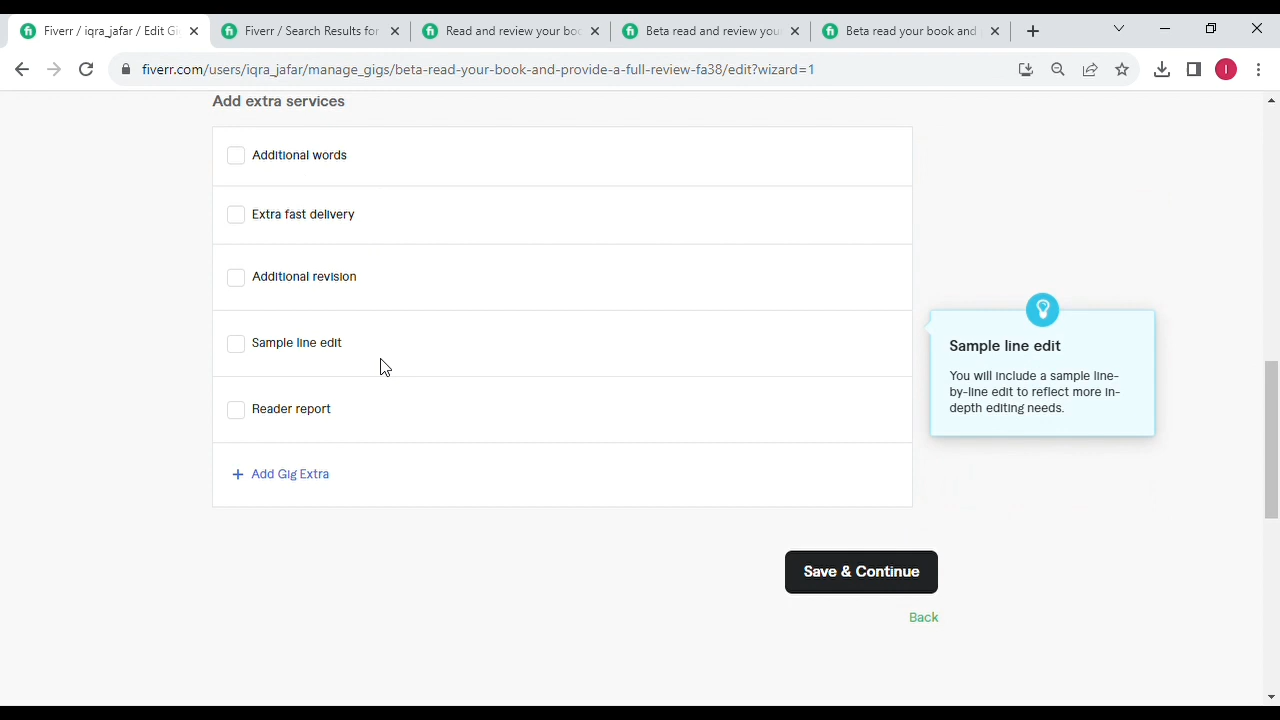 Fiverr / iqra_jafar / Edit G
Fiverr / Search Results for
Read and review your
Beta read and review you
Beta read your book and
fiverr.com/users/iqra_jafar/manage_gigs/beta-read-your-book-and-provide-a-full-review-fa38/edit?wizard=1
I
Add extra services
Additional words
Extra fast delivery
Additional revision
Sample line edit
Reader report
+ Add Gig Extra
Sample line edit
You will include a sample line-
by-line edit to reflect more in-
depth editing needs.
Save & Continue
Back